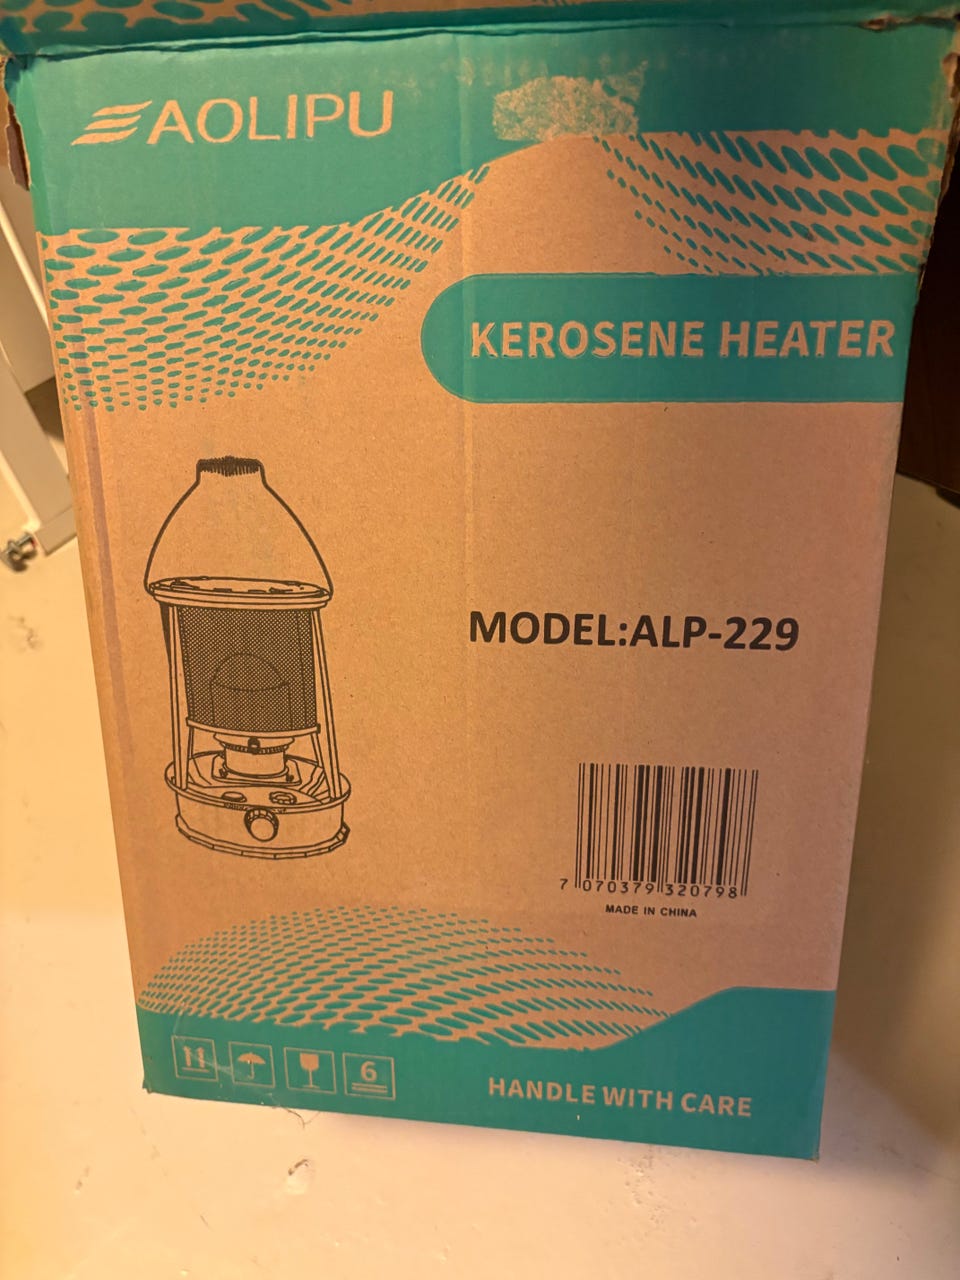 AOLIPU
KEROSENE HEATER
MODEL:ALP-229
7 070379 320798
MADE IN CHINA
6
HANDLE WITH CARE